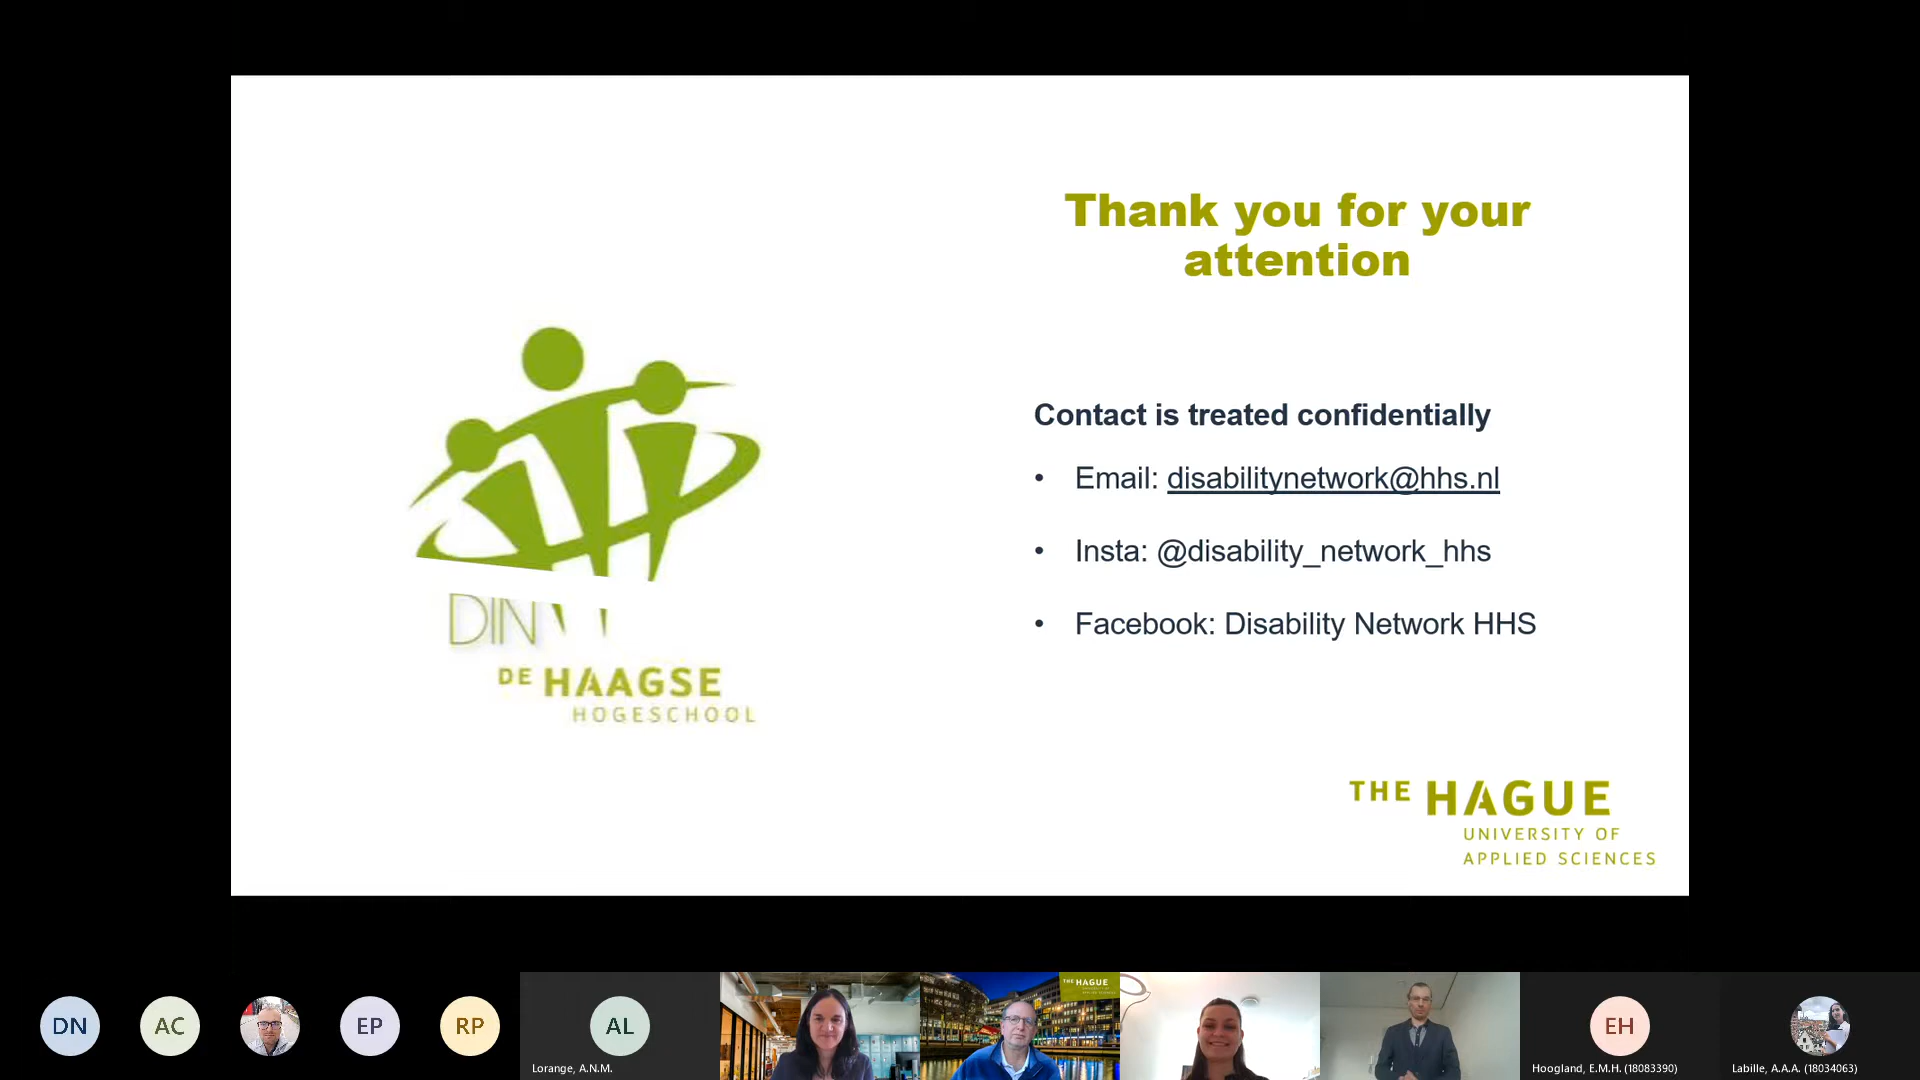 Thank you for your
attention
Contact is treated confidentially
• Email: disabilitynetwork@hhs.nl
• Insta: @disability_network_hhs
• Facebook: Disability Network HHS
DIN
DE HAAGSE
HOGESCHOOL
THE HAGUE
UNIVERSITY OF
APPLIED SCIENCES
DN
AC
EP
RP
AL
Lorange, A.N.M.
THE HAGUE
EH
Hoogland, E.M.H. (18083390)
Labille, A.A.A. (18034063)